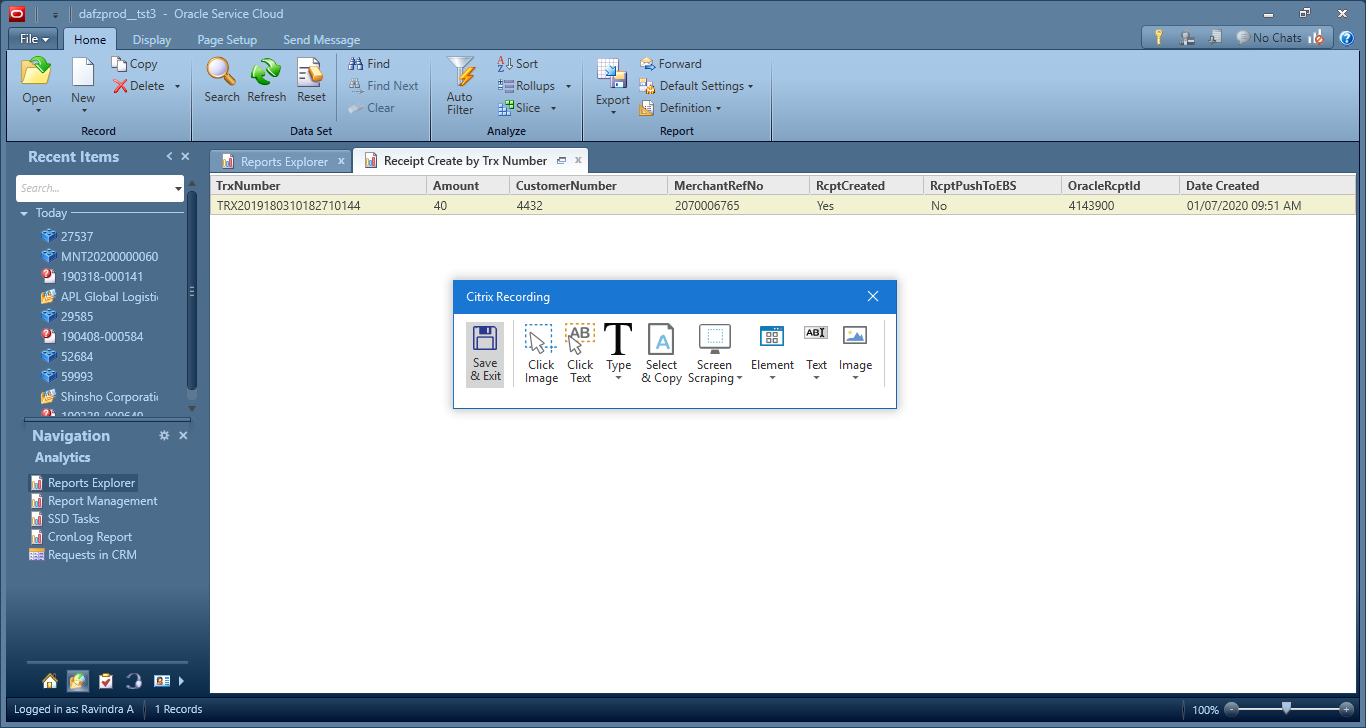 dafzprod__tst3 - Oracle Service Cloud
File Home Display Page Setup Send Message No Chats
Open
New
Copy
Delete
Record
Search
Refresh
Reset
Find
Find Next
Clear
Data Set
Auto
Filter
Sort
Rollups
Slice
Analyze
Export
Forward
Default Settings
Definition
Report
Recent Items
Search...
Today
27537
MNT20200000060
190318-000141
APL Global Logisti
29585
190408-000584
52684
59993
Shinsho Corporati
Navigation
Analytics
Reports Explorer
Report Management
SSD Tasks
CronLog Report
Requests in CRM
Reports Explorer x Receipt Create by Trx Number x
TrxNumber Amount CustomerNumber MerchantRefNo RcptCreated RcptPushToEBS OracleRcptId Date Created
TRX2019180310182710144 40 4432 2070006765 Yes No 4143900 01/07/2020 09:51 AM
Citrix Recording
Save
& Exit
Click
Image
AB
Click
Text
T
Type
A
Select
& Copy
Screen
Scraping
Element
AB
Text
Image
Logged in as: Ravindra A 1 Records 100%